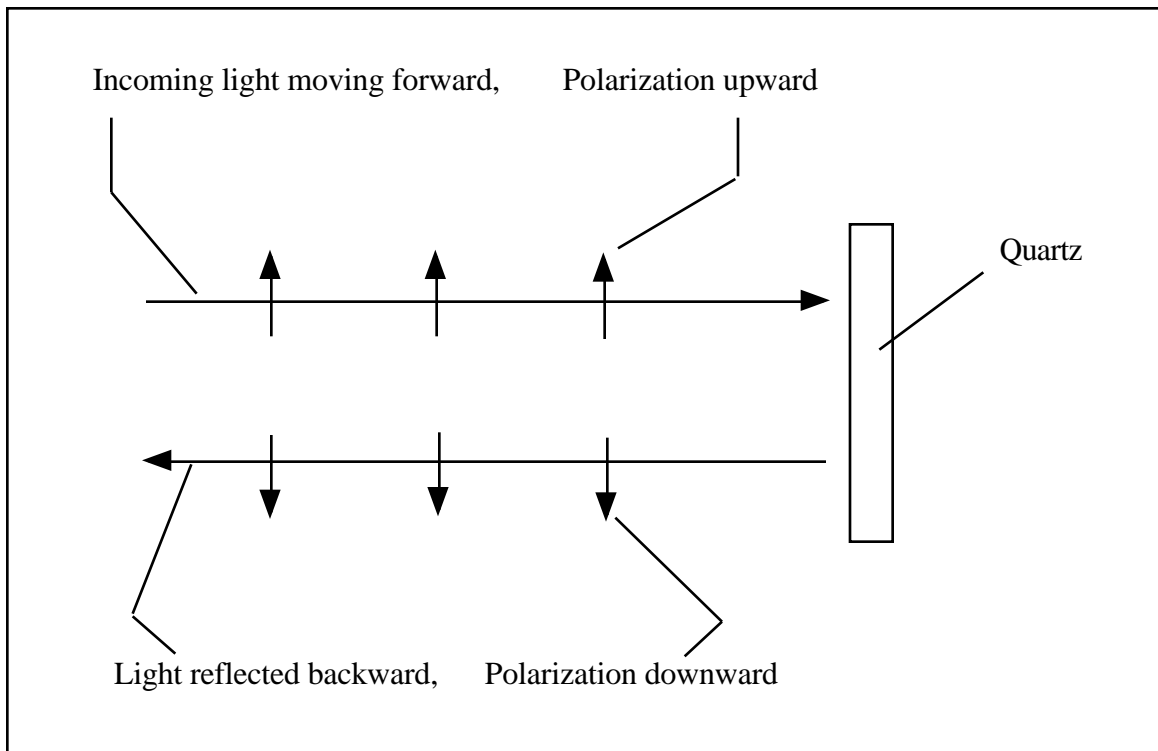 Incoming light moving forward, Polarization upward
Quartz
Light reflected backward, Polarization downward